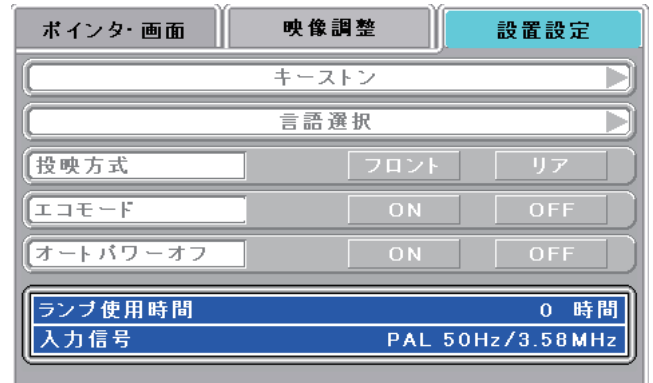 ポインタ・画面 映像調整 設置設定
キーストン
言語選択
投映方式 フロント リア
エコモード ON OFF
オートパワーオフ ON OFF
ランプ使用時間 0 時間
入力信号 PAL 50Hz/3.58MHz